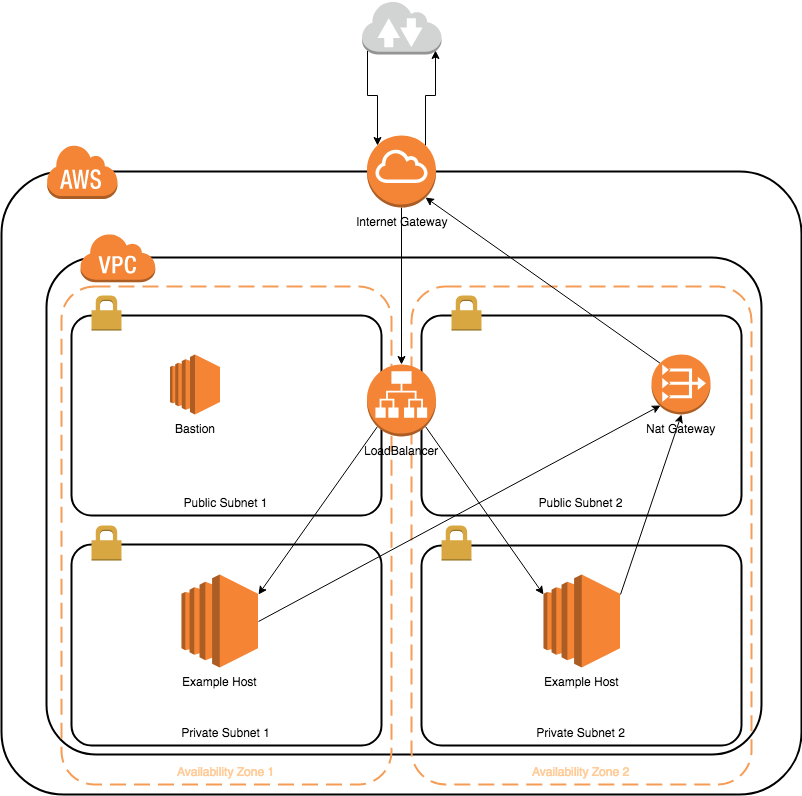 AWS
Internet Gateway
VPC
Bastion
LoadBalancer
Nat Gateway
Public Subnet 1
Public Subnet 2
Example Host
Example Host
Private Subnet 1
Private Subnet 2
Availability Zone 1
Availability Zone 2